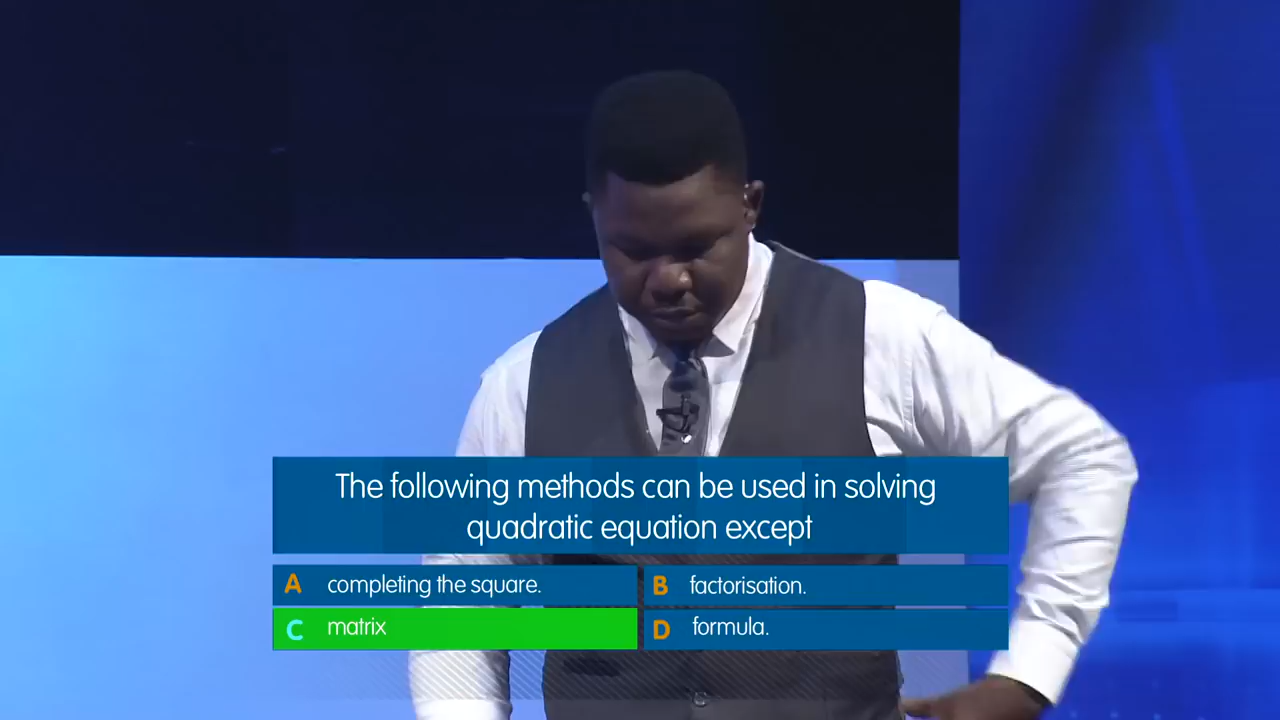 The following methods can be used in solving
quadratic equation except
A completing the square.
B factorisation.
C matrix
D formula.